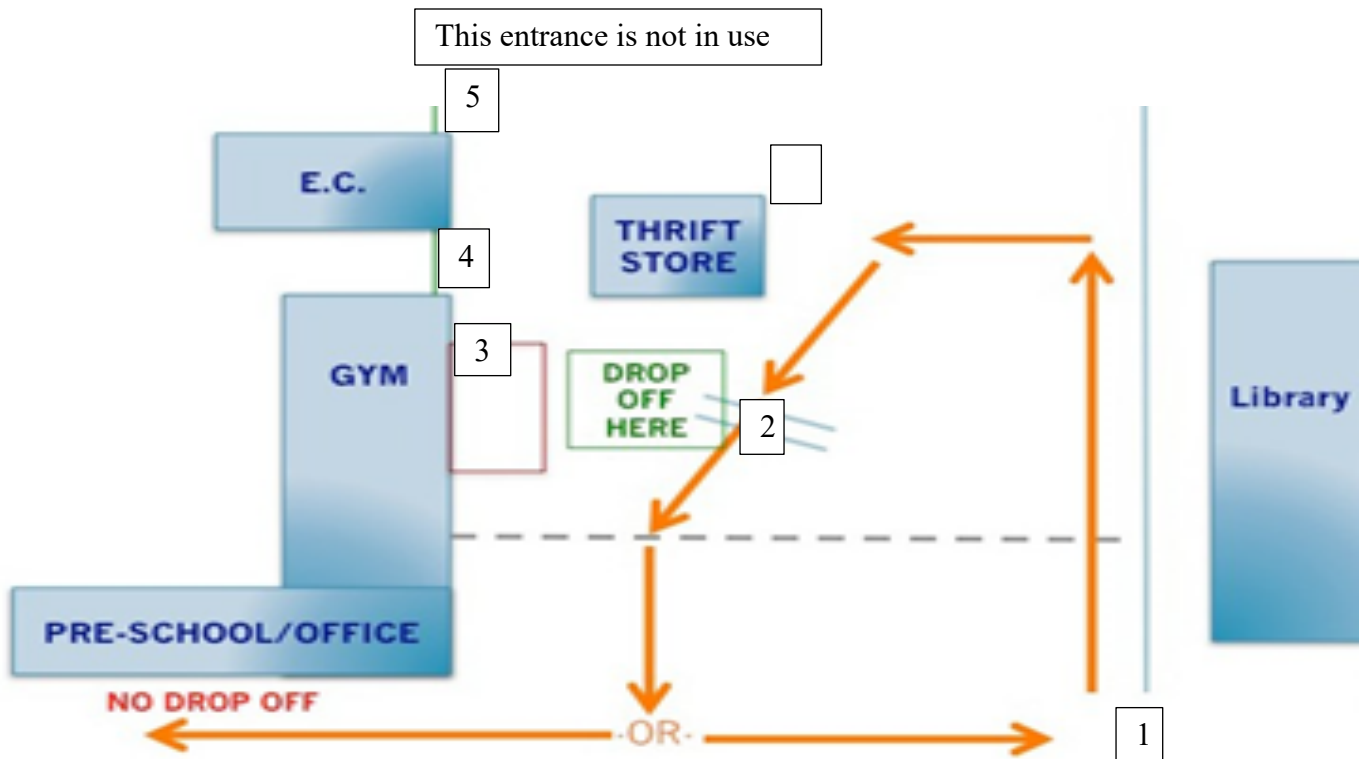 This entrance is not in use
5
E.C.
4
THRIFT
STORE
3
GYM
DROP
OFF
HERE
2
Library
PRE-SCHOOL/OFFICE
NO DROP OFF
-OR-
1